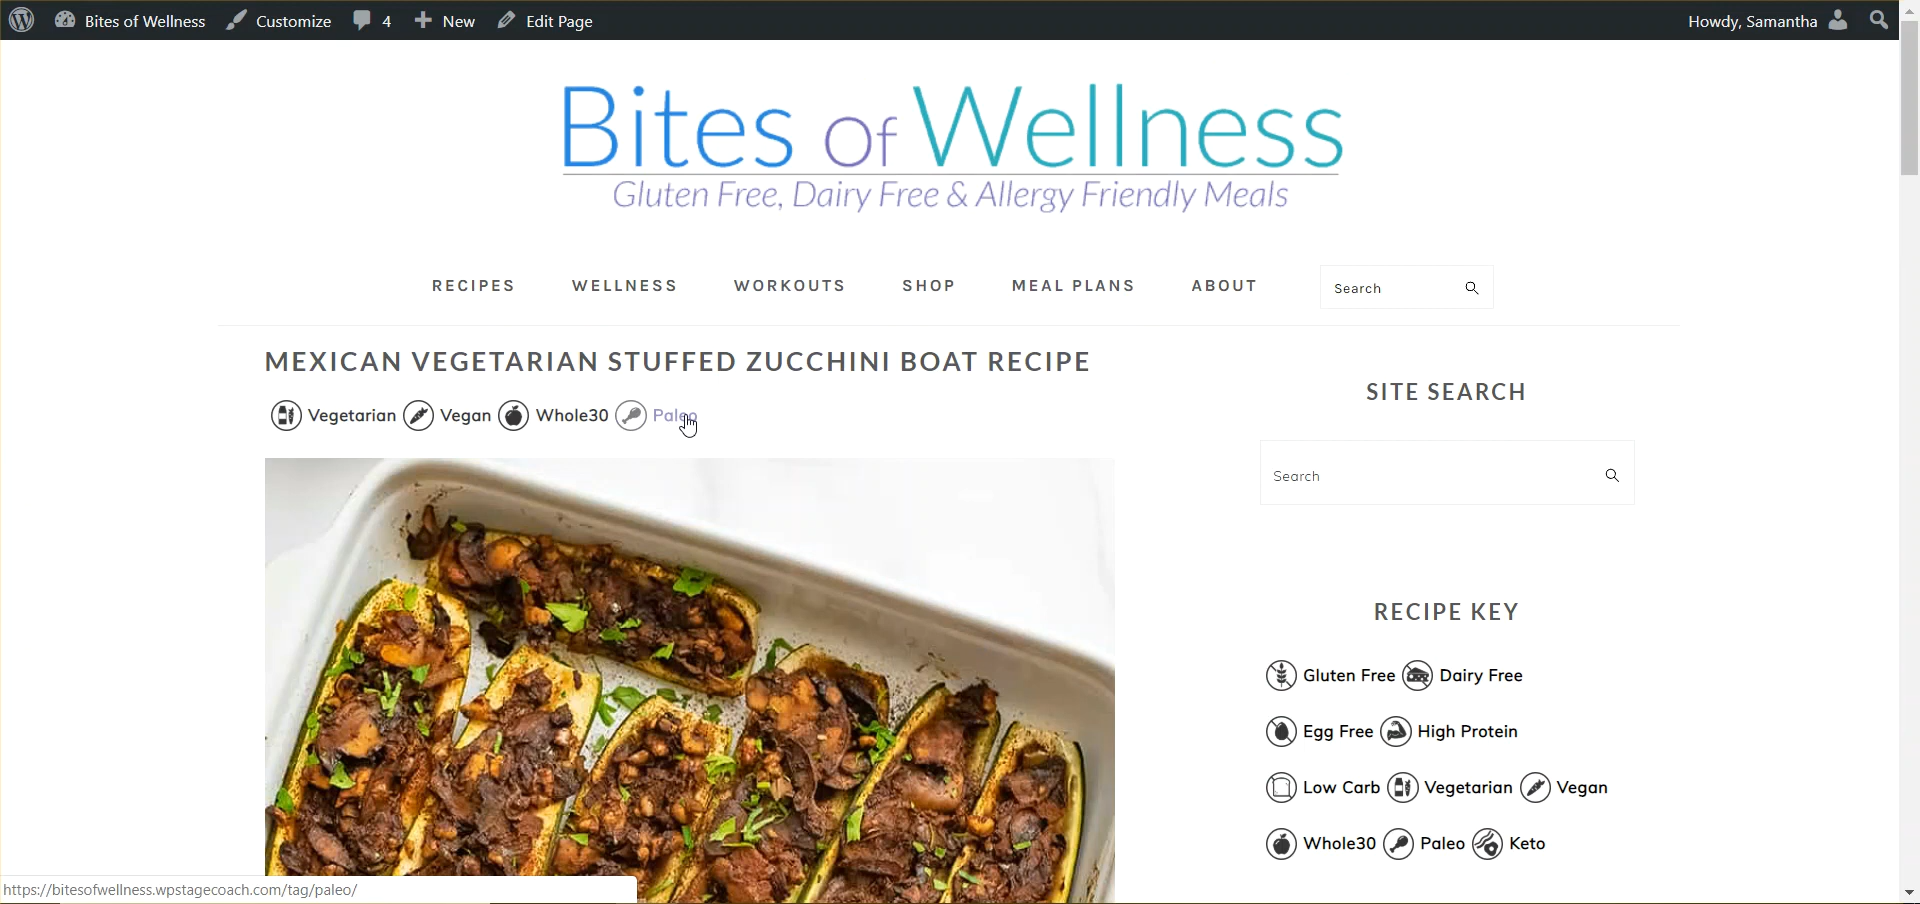 Bites of Wellness Customize 4 New Edit Page Howdy, Samantha
Bites of Wellness
Gluten Free, Dairy Free & Allergy Friendly Meals
RECIPES WELLNESS WORKOUTS SHOP MEAL PLANS ABOUT Search
MEXICAN VEGETARIAN STUFFED ZUCCHINI BOAT RECIPE
Vegetarian Vegan Whole30 Paleo
SITE SEARCH
Search
RECIPE KEY
Gluten Free Dairy Free
Egg Free High Protein
Low Carb Vegetarian Vegan
Whole30 Paleo Keto
https://bitesofwellness.wpstagecoach.com/tag/paleo/